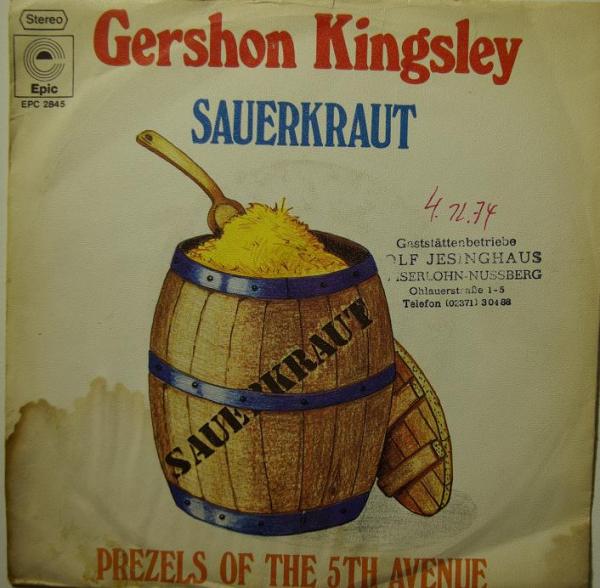 Stereo
Gershon Kingsley
Epic
EPC 2845
SAUERKRAUT
4.12.74
Gaststättenbetriebe
OLF JESINGHAUS
ISERLOHN-NUSSBERG
Ohlauerstraße 1-5
Telefon (02371) 30488
SAUERKRAUT
PREZELS OF THE 5TH AVENUE